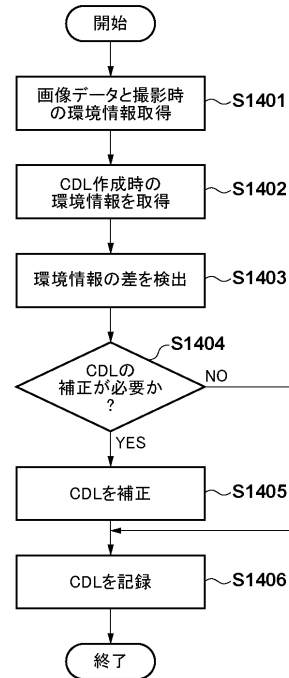 開始
画像データと撮影時
の環境情報取得
S1401
CDL作成時の
環境情報を取得
S1402
環境情報の差を検出
S1403
S1404
CDLの
補正が必要か
?
NO
YES
CDLを補正
S1405
CDLを記録
S1406
終了